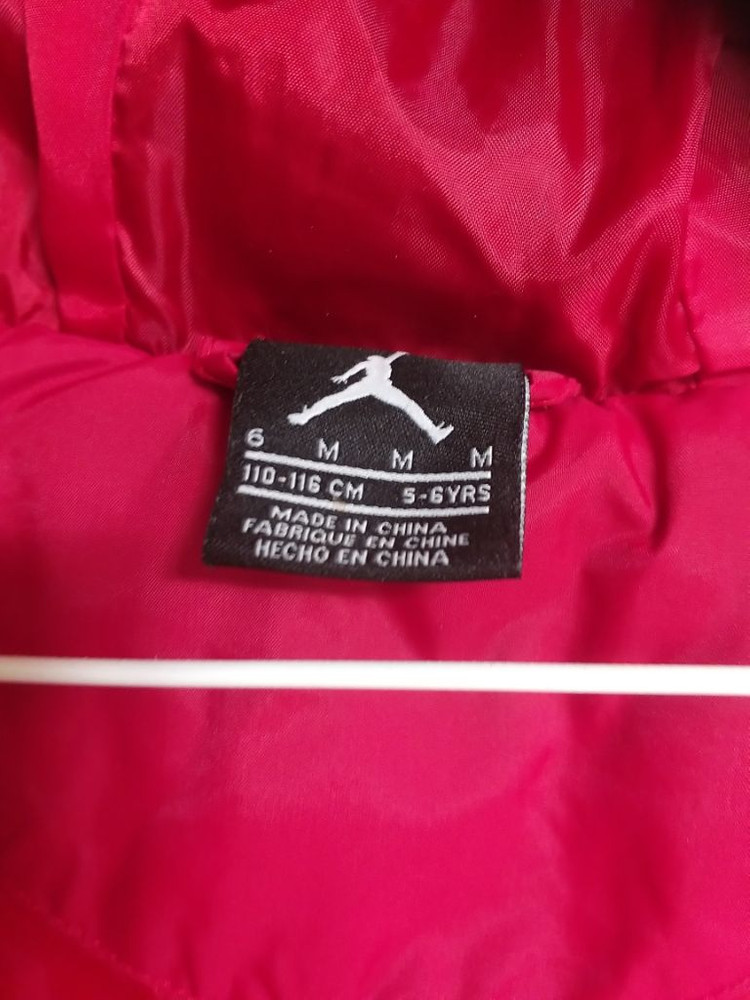 6 M M M
110-116 CM 5-6YRS
MADE IN CHINA
FABRIQUE EN CHINE
HECHO EN CHINA